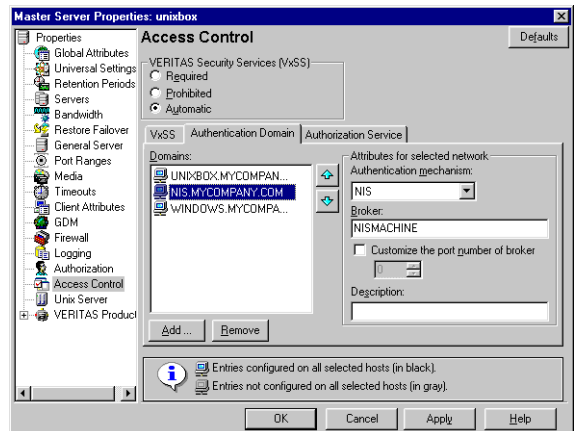 Master Server Properties: unixbox
Properties
Global Attributes
Universal Settings
Retention Periods
Servers
Bandwidth
Restore Failover
General Server
Port Ranges
Media
Timeouts
Client Attributes
GDM
Firewall
Logging
Authorization
Access Control
Unix Server
VERITAS Product
Access Control
Defaults
VERITAS Security Services (VxSS)
Required
Prohibited
Automatic
VxSS Authentication Domain Authorization Service
Domains:
UNIXBOX.MYCOMPAN...
NIS.MYCOMPANY.COM
WINDOWS.MYCOMPA...
Attributes for selected network
Authentication mechanism:
NIS
Broker:
NISMACHINE
Customize the port number of broker
0
Description:
Add ... Remove
Entries configured on all selected hosts (in black).
Entries not configured on all selected hosts (in gray).
OK Cancel Apply Help